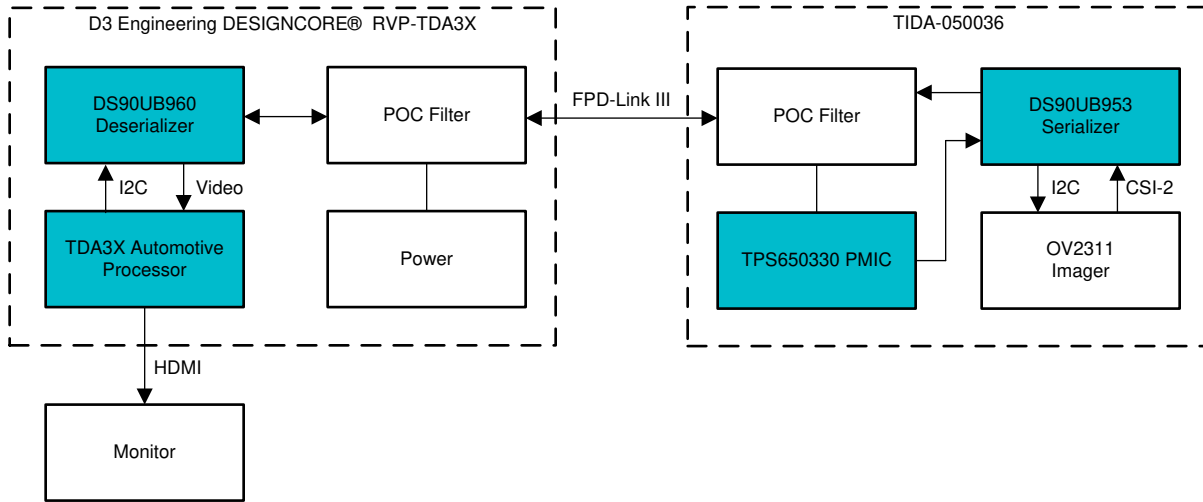 D3 Engineering DESIGNCORE® RVP-TDA3X
DS90UB960
Deserializer
POC Filter
I2C
Video
TDA3X Automotive
Processor
Power
HDMI
Monitor
FPD-Link III
TIDA-050036
POC Filter
DS90UB953
Serializer
I2C
CSI-2
TPS650330 PMIC
OV2311
Imager